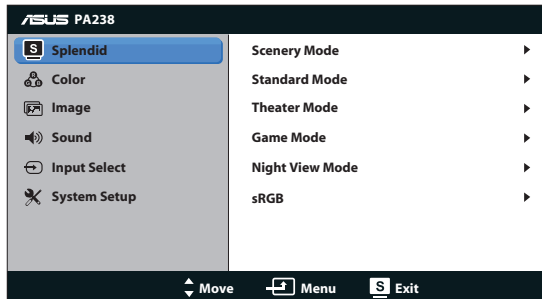 ASUS PA238
S Splendid
Color
Image
Sound
Input Select
System Setup
Scenery Mode
Standard Mode
Theater Mode
Game Mode
Night View Mode
sRGB
Move Menu S Exit